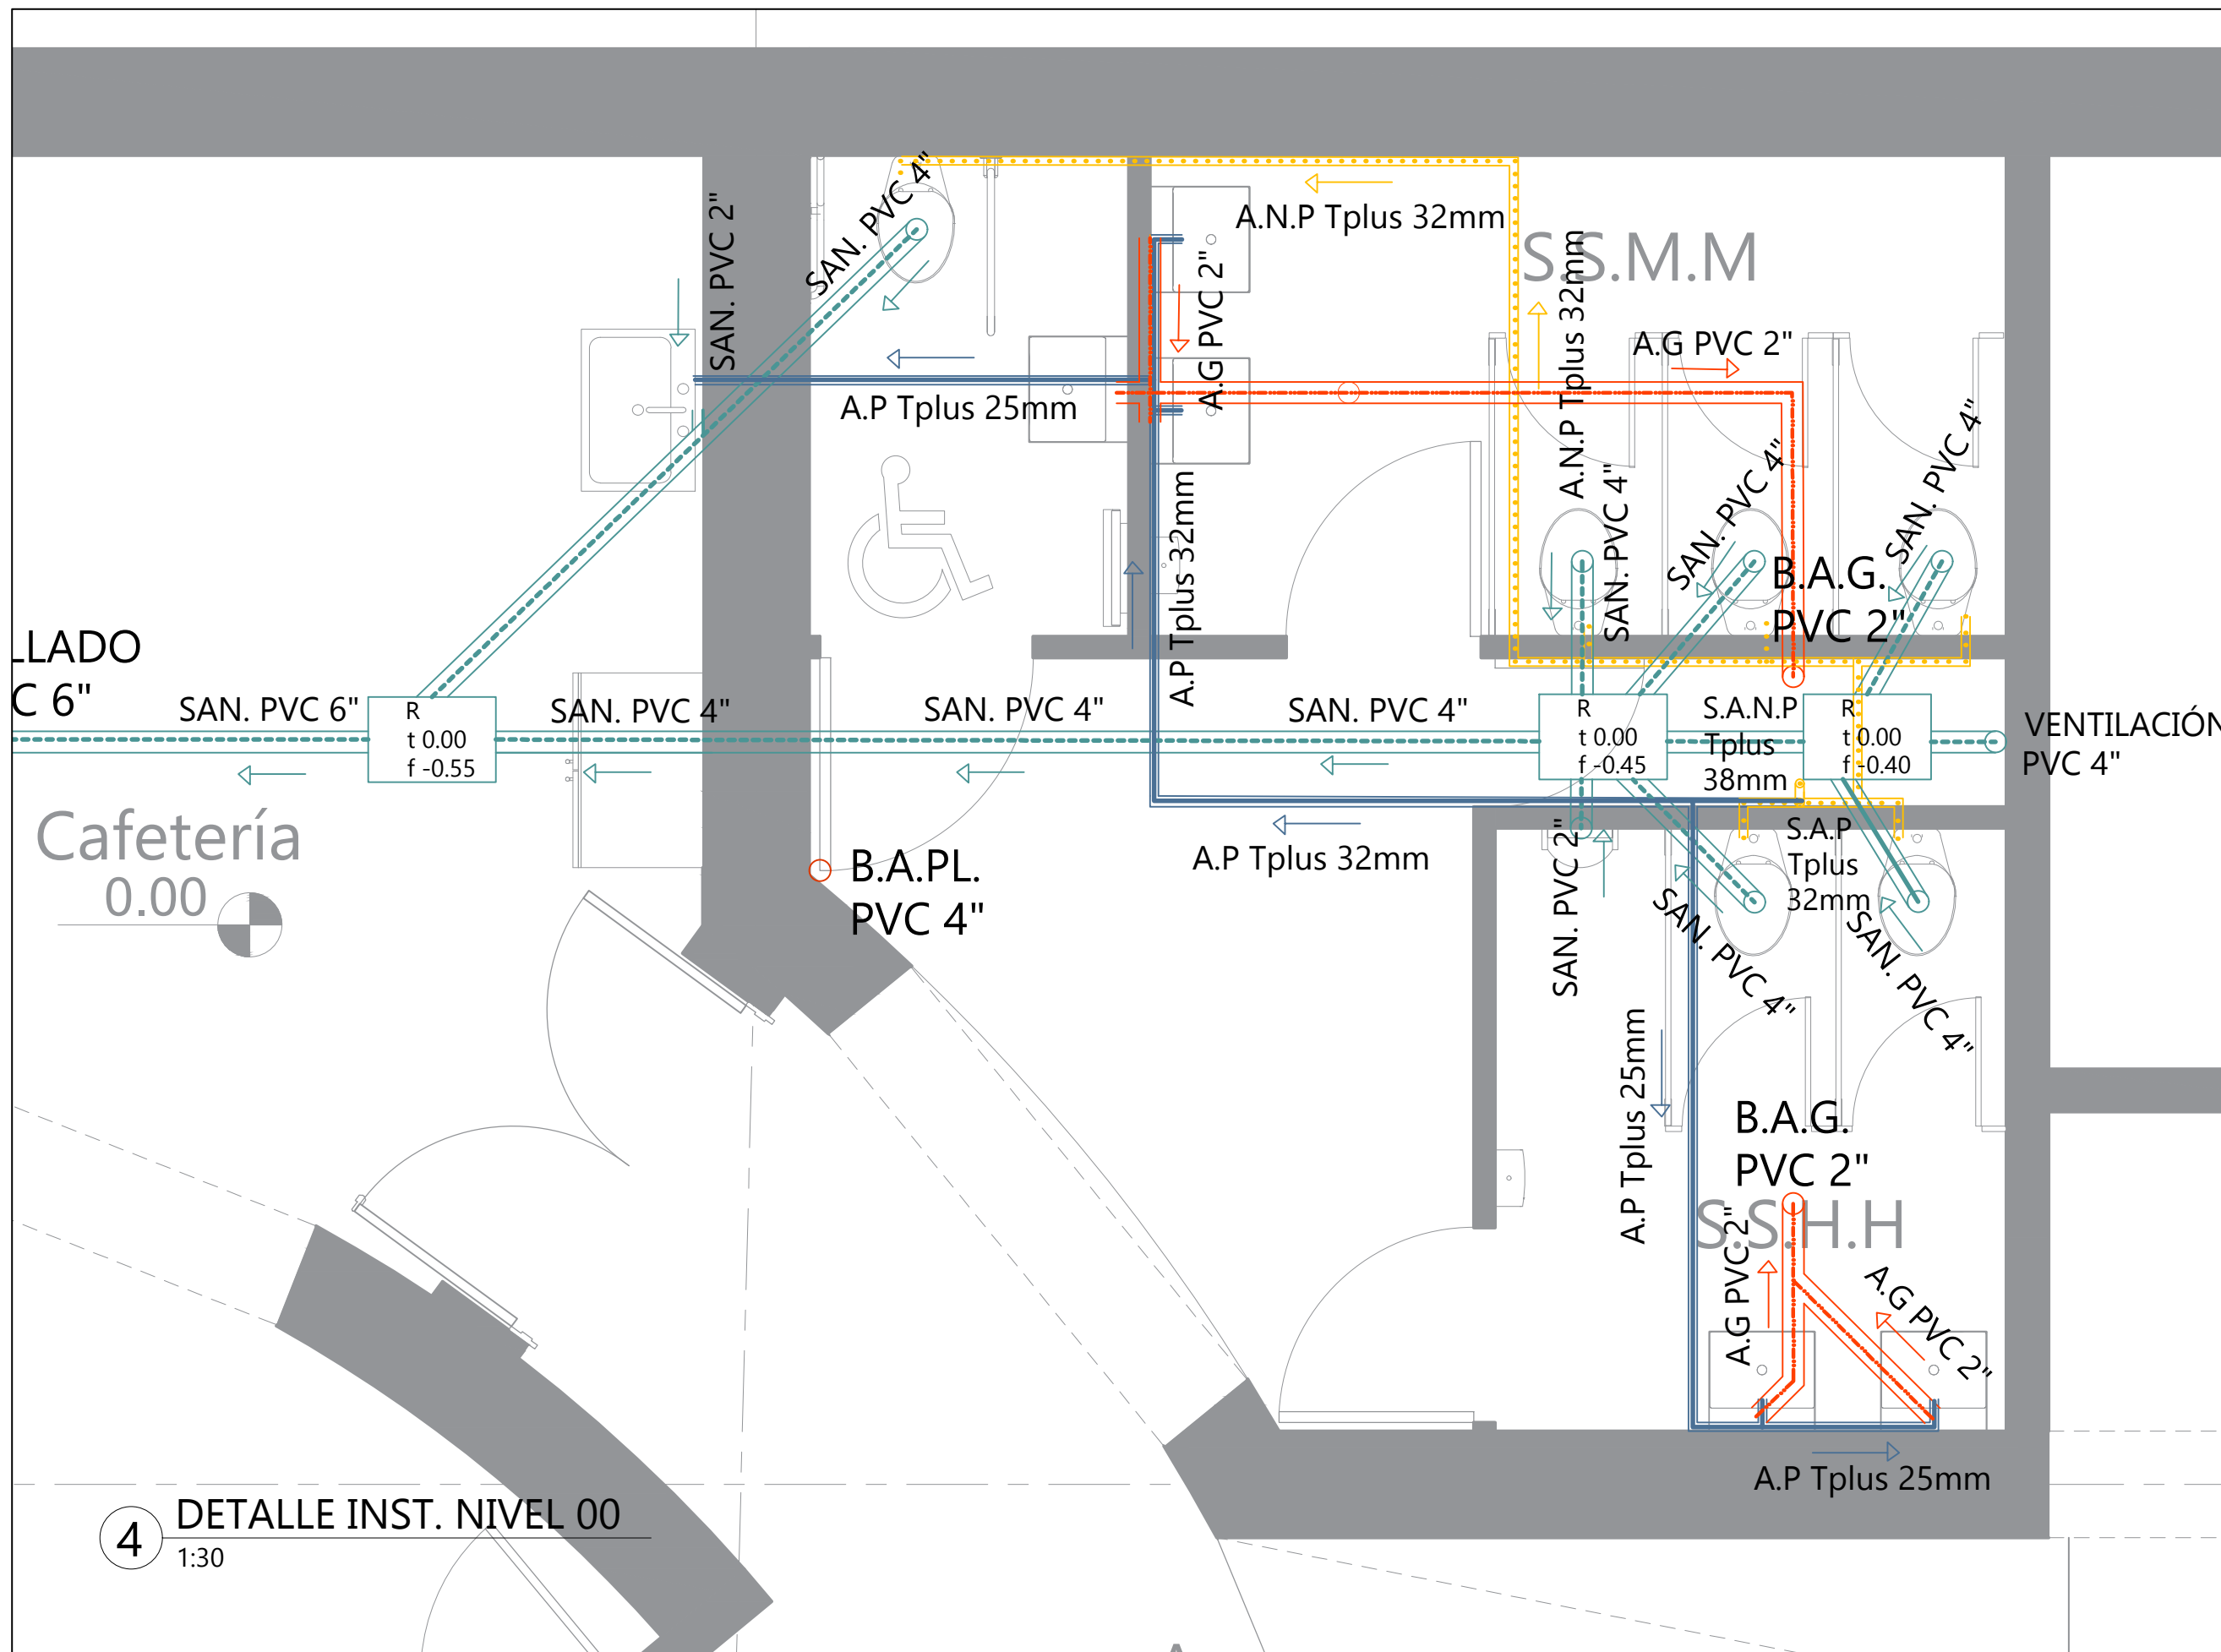 SAN. PVC 2"
SAN. PVC 4"
A.N.P Tplus 32mm
S.S.M.M
A.G PVC 2"
A.N.P Tplus 32mm
A.G PVC 2"
A.P Tplus 25mm
SAN. PVC 4"
SAN. PVC 4"
SAN. PVC 4"
A.P Tplus 32mm
B.A.G.
PVC 2"
LLADO
C 6"
SAN. PVC 6"
R
t 0.00
f -0.55
SAN. PVC 4"
SAN. PVC 4"
SAN. PVC 4"
R
t 0.00
f -0.45
S.A.N.P
Tplus
38mm
R
t 0.00
f -0.40
VENTILACIÓN
PVC 4"
Cafetería
0.00
B.A.PL.
PVC 4"
A.P Tplus 32mm
SAN. PVC 2"
S.A.P
Tplus
32mm
SAN. PVC 4"
SAN. PVC 4"
A.P Tplus 25mm
B.A.G.
PVC 2"
S.S.H.H
A.G PVC 2"
A.G PVC 2"
A.P Tplus 25mm
4
DETALLE INST. NIVEL 00
1:30